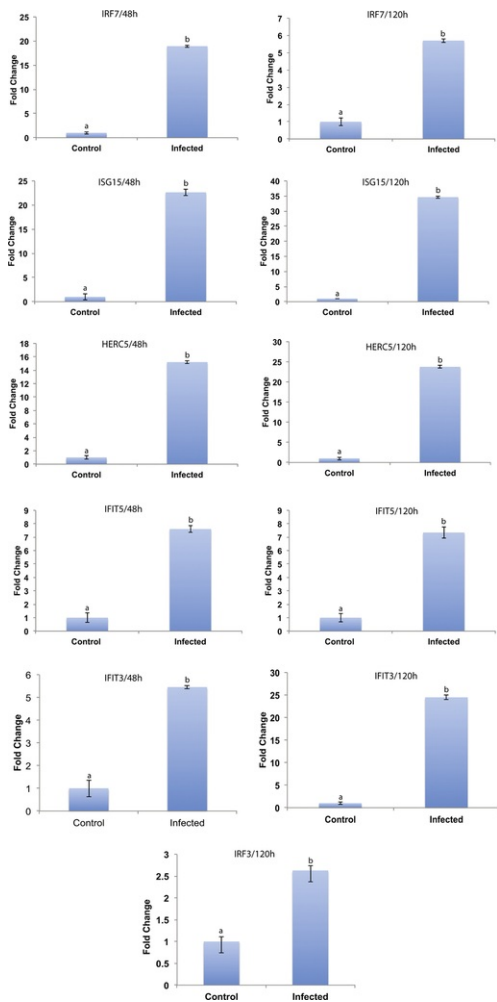 IRF7/48h
Fold Change
25
20
15
10
5
0
a
b
Control Infected
IRF7/120h
Fold Change
7
6
5
4
3
2
1
0
a
b
Control Infected
ISG15/48h
Fold Change
25
20
15
10
5
0
a
b
Control Infected
ISG15/120h
Fold Change
40
35
30
25
20
15
10
5
0
a
b
Control Infected
HERC5/48h
Fold Change
18
16
14
12
10
8
6
4
2
0
a
b
Control Infected
HERC5/120h
Fold Change
30
25
20
15
10
5
0
a
b
Control Infected
IFIT5/48h
Fold Change
9
8
7
6
5
4
3
2
1
0
a
b
Control Infected
IFIT5/120h
Fold Change
9
8
7
6
5
4
3
2
1
0
a
b
Control Infected
IFIT3/48h
Fold Change
6
5
4
3
2
1
0
a
b
Control Infected
IFIT3/120h
Fold Change
30
25
20
15
10
5
0
a
b
Control Infected
IRF3/120h
Fold Change
3
2.5
2
1.5
1
0.5
0
a
b
Control Infected